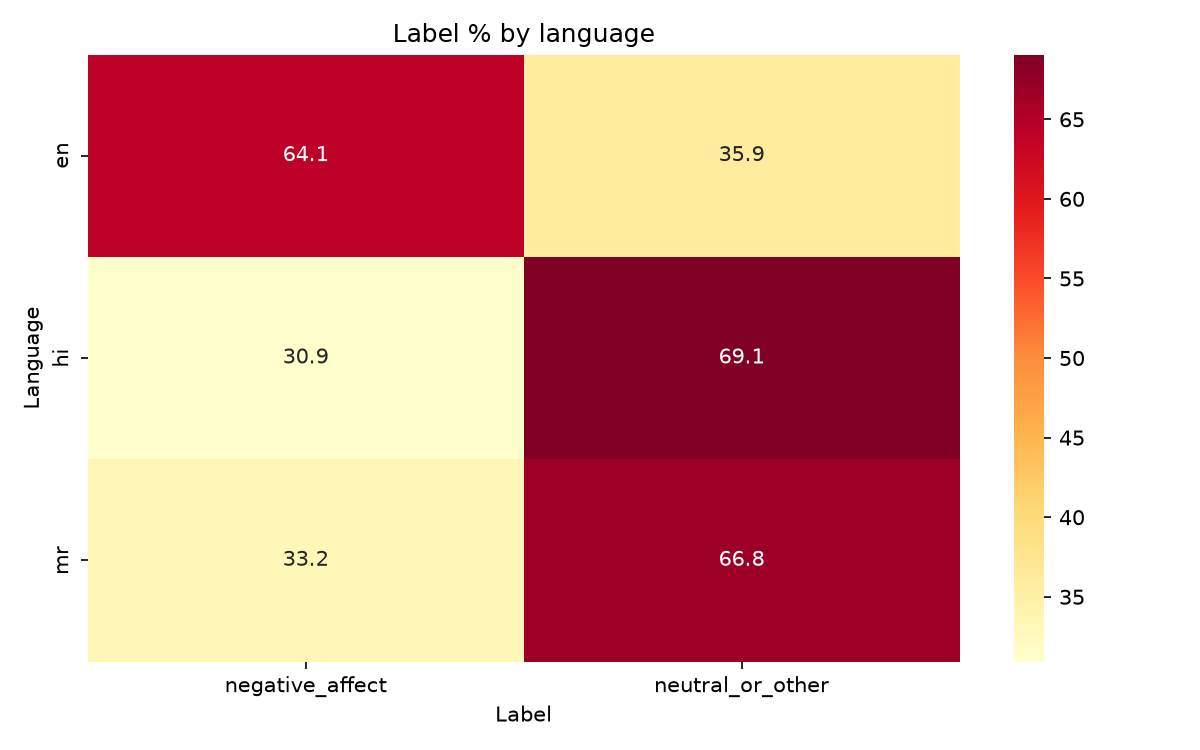 Label % by language
Language
en
64.1 35.9
hi
30.9 69.1
mr
33.2 66.8
negative_affect neutral_or_other
Label
65
60
55
50
45
40
35